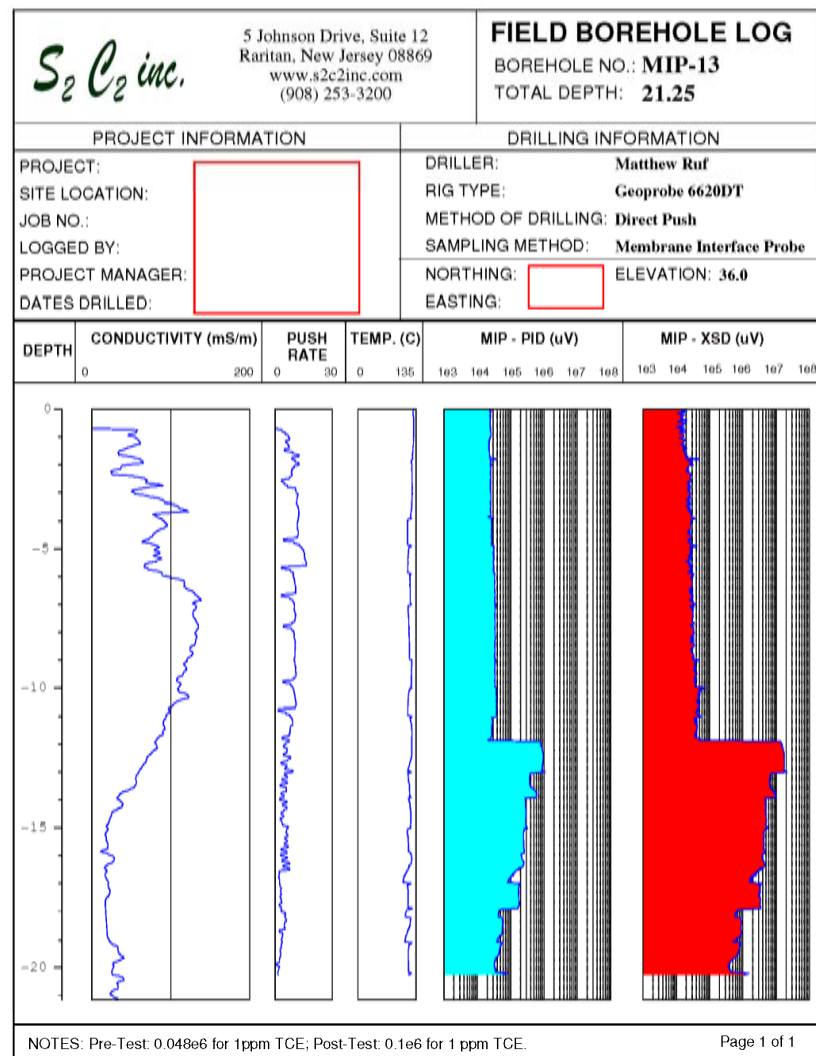 S2 C2 inc.
5 Johnson Drive, Suite 12
Raritan, New Jersey 08869
www.s2c2inc.com
(908) 253-3200
FIELD BOREHOLE LOG
BOREHOLE NO.: MIP-13
TOTAL DEPTH: 21.25
PROJECT INFORMATION
DRILLING INFORMATION
PROJECT:
SITE LOCATION:
JOB NO.:
LOGGED BY:
PROJECT MANAGER:
DATES DRILLED:
DRILLER: Matthew Ruf
RIG TYPE: Geoprobe 6620DT
METHOD OF DRILLING: Direct Push
SAMPLING METHOD: Membrane Interface Probe
NORTHING: ELEVATION: 36.0
EASTING:
DEPTH
CONDUCTIVITY (mS/m)
0 200
PUSH
RATE
0 30
TEMP. (C)
0 135
MIP - PID (uV)
1e3 1e4 1e5 1e6 1e7 1e8
MIP - XSD (uV)
1e3 1e4 1e5 1e6 1e7 1e8
0
-5
-10
-15
-20
NOTES: Pre-Test: 0.048e6 for 1ppm TCE; Post-Test: 0.1e6 for 1 ppm TCE.
Page 1 of 1